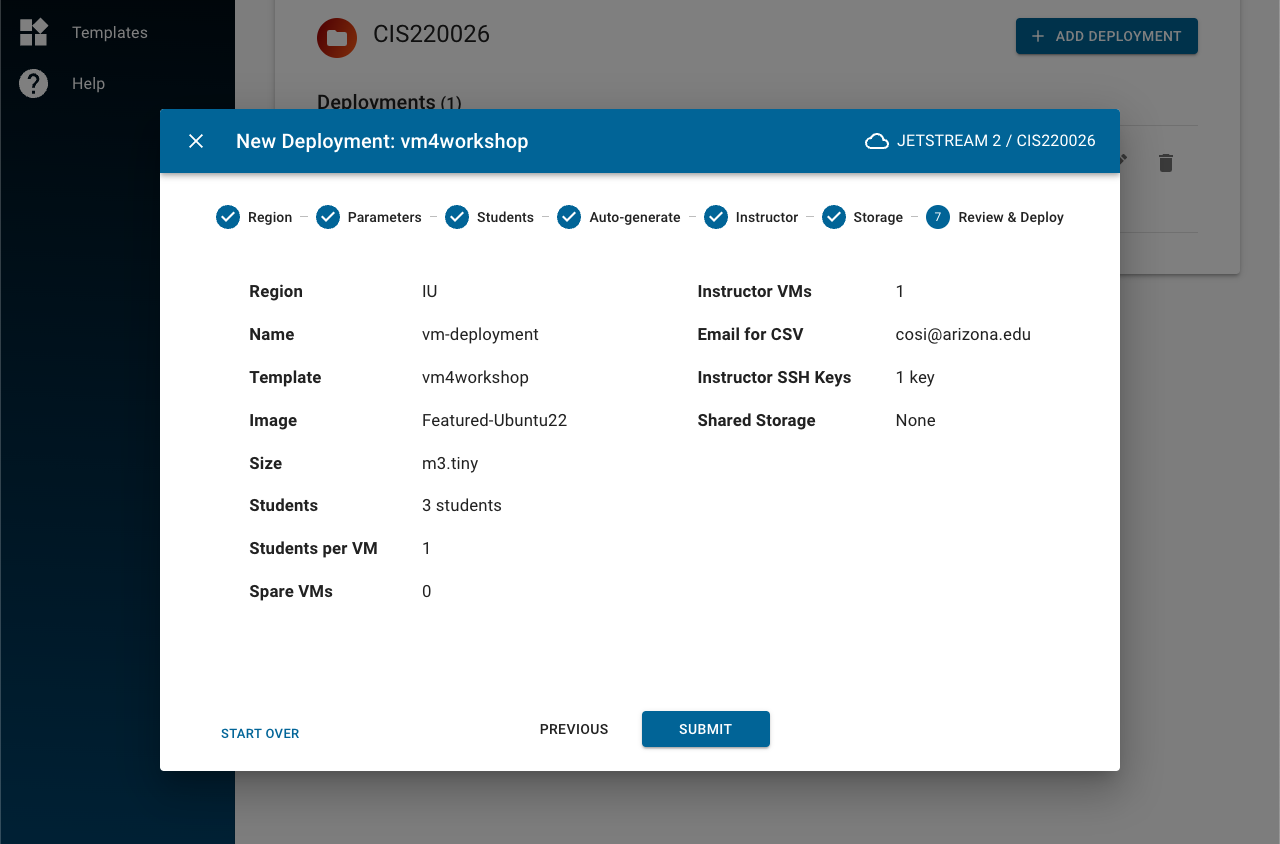 Templates
CIS220026
ADD DEPLOYMENT
Help
Deployments (1)
New Deployment: vm4workshop
JETSTREAM 2 / CIS220026
Region
Parameters
Students
Auto-generate
Instructor
Storage
7
Review & Deploy
Region IU
Instructor VMs 1
Name vm-deployment
Email for CSV cosi@arizona.edu
Template vm4workshop
Instructor SSH Keys 1 key
Image Featured-Ubuntu22
Shared Storage None
Size m3.tiny
Students 3 students
Students per VM 1
Spare VMs 0
START OVER
PREVIOUS
SUBMIT